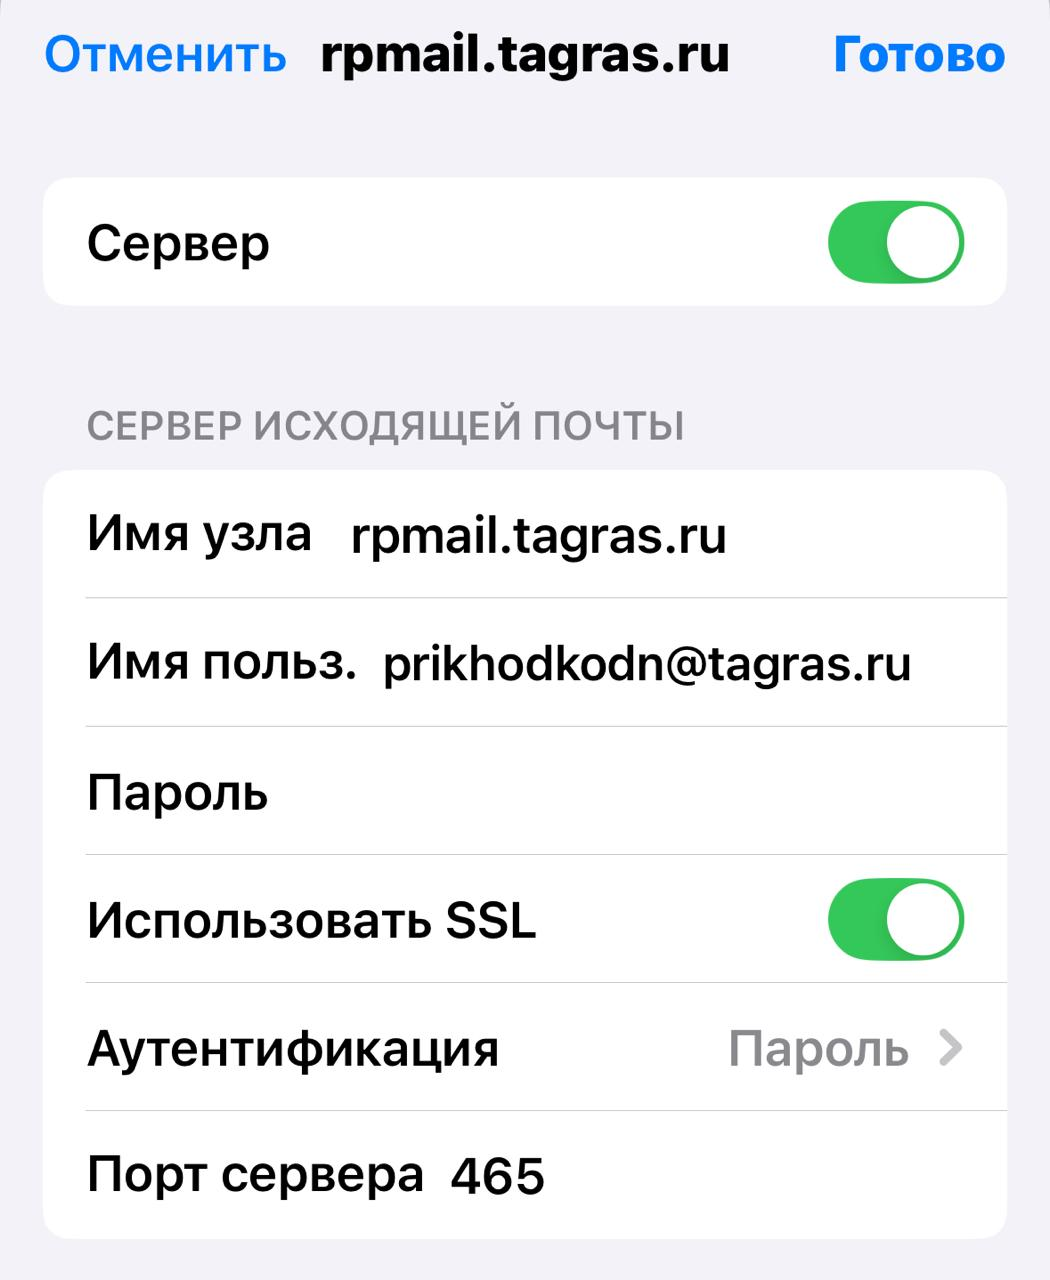 Отменить rpmail.tagras.ru Готово
Сервер
СЕРВЕР ИСХОДЯЩЕЙ ПОЧТЫ
Имя узла rpmail.tagras.ru
Имя польз. prikhodkodn@tagras.ru
Пароль
Использовать SSL
Аутентификация Пароль
Порт сервера 465